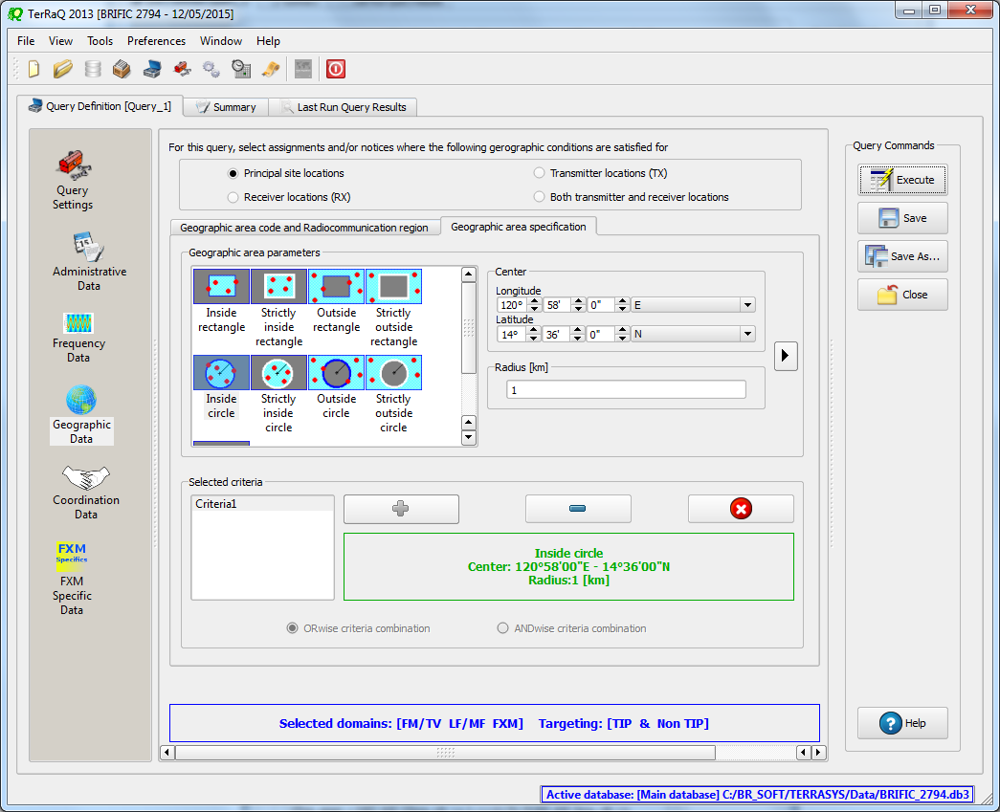 TerRaQ 2013 [BRIFIC 2794 - 12/05/2015]
File View Tools Preferences Window Help
Query Definition [Query_1] Summary Last Run Query Results
Query Settings
Administrative Data
Frequency Data
Geographic Data
Coordination Data
FXM Specifics
FXM Specific Data
For this query, select assignments and/or notices where the following gerographic conditions are satisfied for
Principal site locations Transmitter locations (TX)
Receiver locations (RX) Both transmitter and receiver locations
Geographic area code and Radiocommunication region Geographic area specification
Geographic area parameters
Inside rectangle
Strictly inside rectangle
Outside rectangle
Strictly outside rectangle
Inside circle
Strictly inside circle
Outside circle
Strictly outside circle
Center
Longitude
120° 58' 0" E
Latitude
14° 36' 0" N
Radius [km]
1
Selected criteria
Criteria1
Inside circle
Center: 120°58'00"E - 14°36'00"N
Radius:1 [km]
ORwise criteria combination ANDwise criteria combination
Selected domains: [FM/TV LF/MF FXM] Targeting: [TIP & Non TIP]
Query Commands
Execute
Save
Save As...
Close
Help
Active database: [Main database] C:/BR_SOFT/TERRASYS/Data/BRIFIC_2794.db3